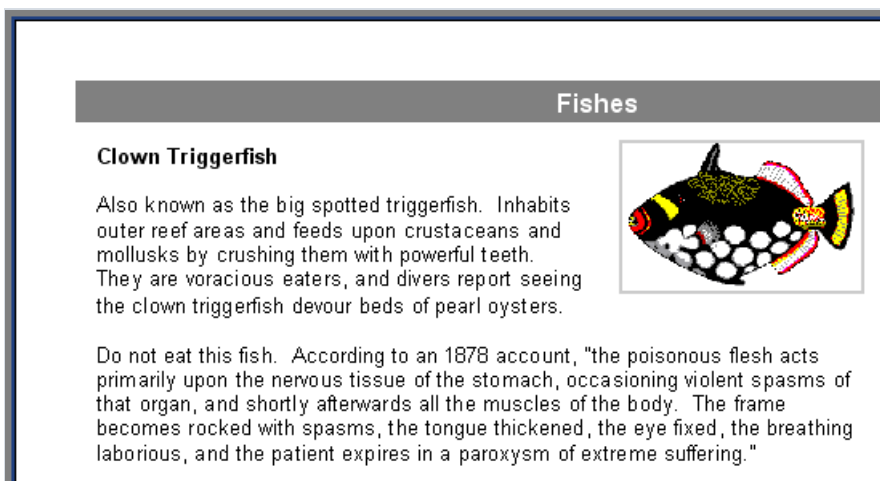 Fishes
Clown Triggerfish
Also known as the big spotted triggerfish.  Inhabits
outer reef areas and feeds upon crustaceans and
mollusks by crushing them with powerful teeth.
They are voracious eaters, and divers report seeing
the clown triggerfish devour beds of pearl oysters.
Do not eat this fish.  According to an 1878 account, "the poisonous flesh acts
primarily upon the nervous tissue of the stomach, occasioning violent spasms of
that organ, and shortly afterwards all the muscles of the body.  The frame
becomes rocked with spasms, the tongue thickened, the eye fixed, the breathing
laborious, and the patient expires in a paroxysm of extreme suffering."